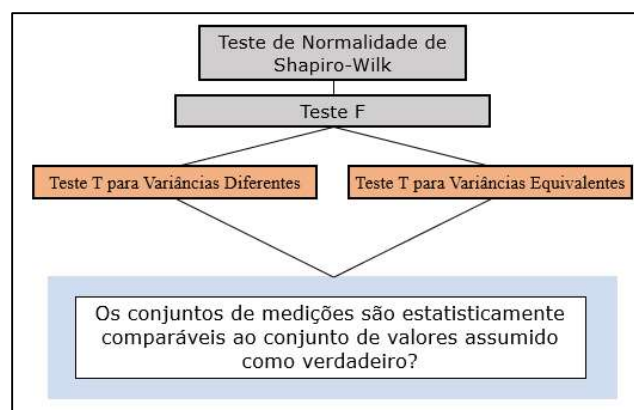 Teste de Normalidade de
Shapiro-Wilk
Teste F
Teste T para Variâncias Diferentes
Teste T para Variâncias Equivalentes
Os conjuntos de medições são estatisticamente
comparáveis ao conjunto de valores assumido
como verdadeiro?